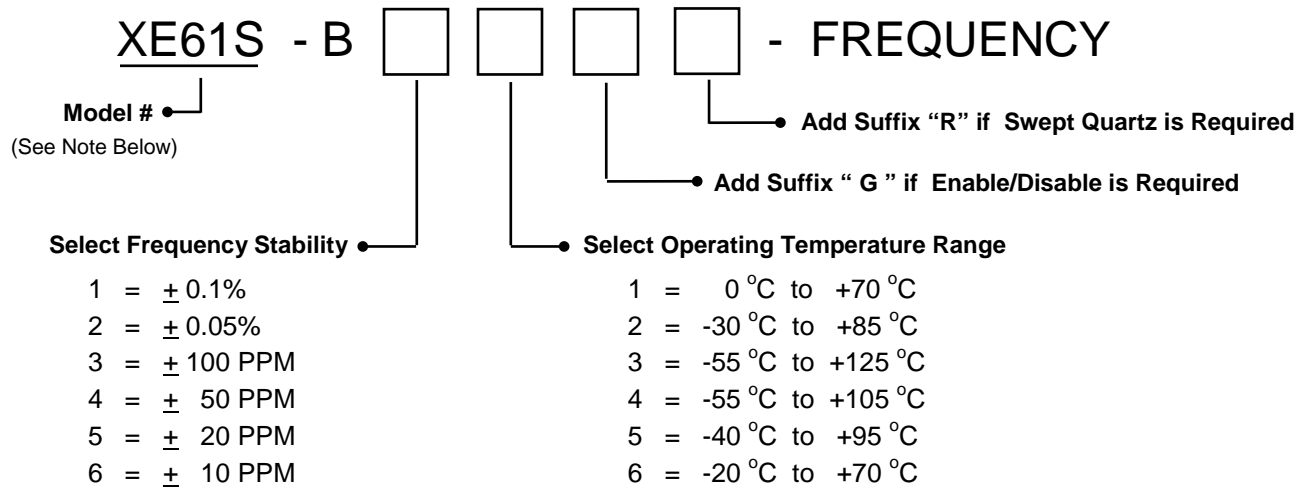 XE61S - B - FREQUENCY
Model #
(See Note Below)
Add Suffix “R” if Swept Quartz is Required
Add Suffix “ G ” if Enable/Disable is Required
Select Frequency Stability
1 = ± 0.1%
2 = ± 0.05%
3 = ± 100 PPM
4 = ± 50 PPM
5 = ± 20 PPM
6 = ± 10 PPM
Select Operating Temperature Range
1 = 0 °C to +70 °C
2 = -30 °C to +85 °C
3 = -55 °C to +125 °C
4 = -55 °C to +105 °C
5 = -40 °C to +95 °C
6 = -20 °C to +70 °C